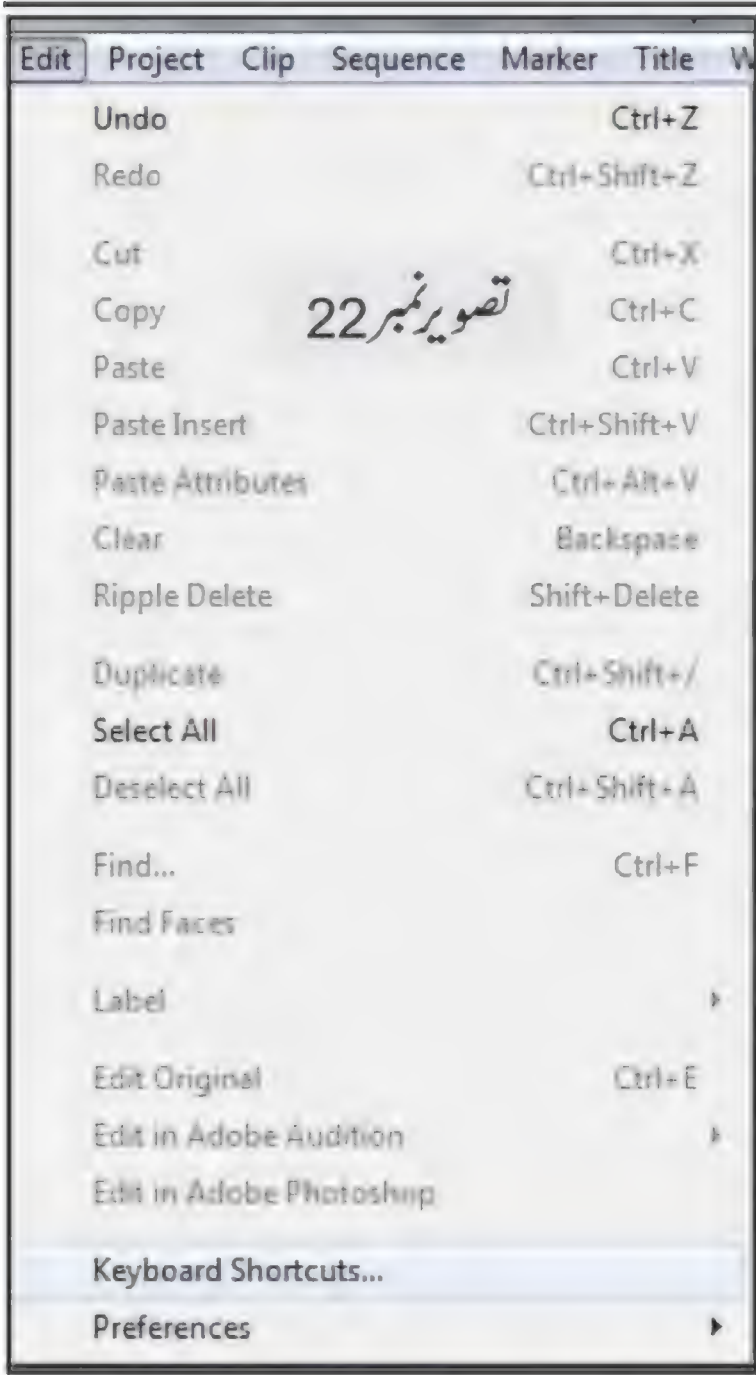 Edit Project Clip Sequence Marker Title W
Undo Ctrl+Z
Redo Ctrl+Shift+Z
Cut Ctrl+X
تصویر نمبر 22
Copy Ctrl+C
Paste Ctrl+V
Paste Insert Ctrl+Shift+V
Paste Attributes Ctrl+Alt+V
Clear Backspace
Ripple Delete Shift+Delete
Duplicate Ctrl+Shift+/
Select All Ctrl+A
Deselect All Ctrl+Shift+A
Find... Ctrl+F
Find Faces
Label
Edit Original Ctrl+E
Edit in Adobe Audition
Edit in Adobe Photoshop
Keyboard Shortcuts...
Preferences